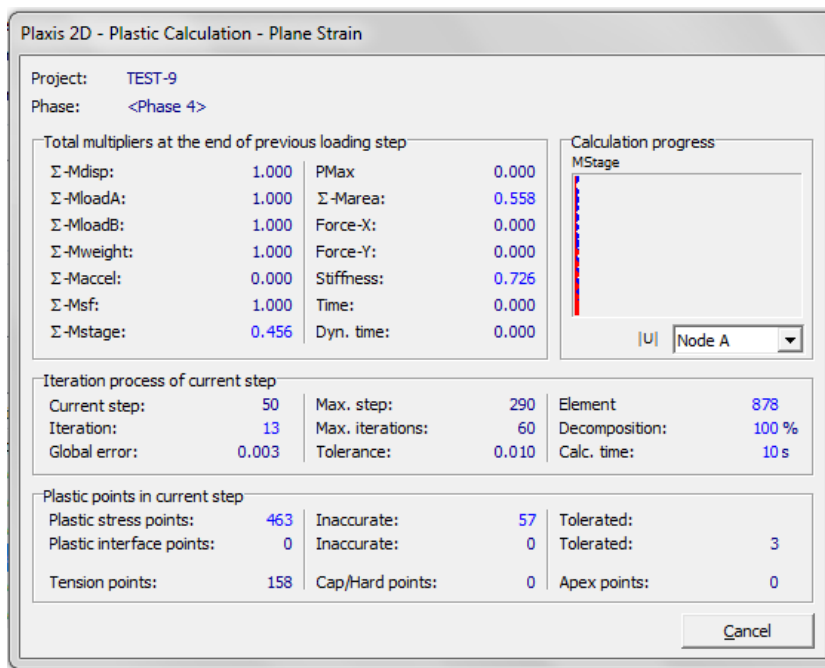 Plaxis 2D - Plastic Calculation - Plane Strain
Project: TEST-9
Phase: <Phase 4>
Total multipliers at the end of previous loading step
Σ-Mdisp: 1.000 PMax 0.000
Σ-MloadA: 1.000 Σ-Marea: 0.558
Σ-MloadB: 1.000 Force-X: 0.000
Σ-Mweight: 1.000 Force-Y: 0.000
Σ-Maccel: 0.000 Stiffness: 0.726
Σ-Msf: 1.000 Time: 0.000
Σ-Mstage: 0.456 Dyn. time: 0.000
Calculation progress
MStage
|U| Node A
Iteration process of current step
Current step: 50 Max. step: 290 Element 878
Iteration: 13 Max. iterations: 60 Decomposition: 100 %
Global error: 0.003 Tolerance: 0.010 Calc. time: 10 s
Plastic points in current step
Plastic stress points: 463 Inaccurate: 57 Tolerated:
Plastic interface points: 0 Inaccurate: 0 Tolerated: 3
Tension points: 158 Cap/Hard points: 0 Apex points: 0
Cancel